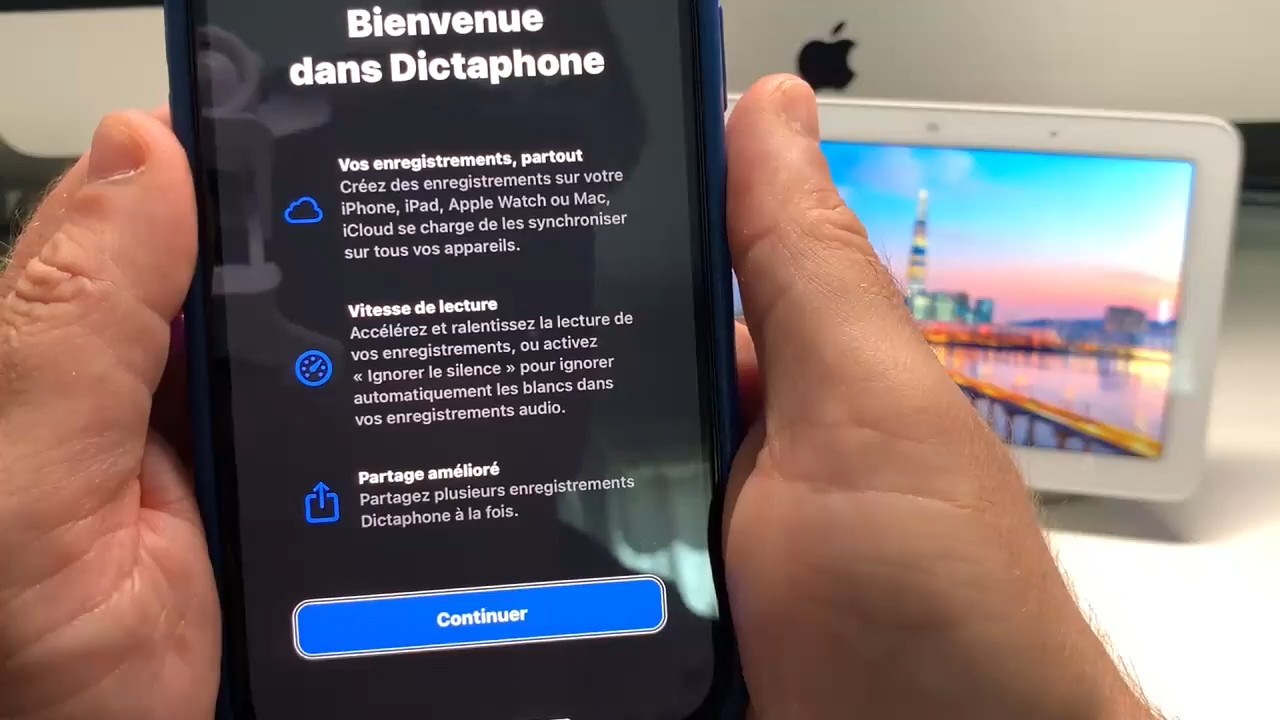 Bienvenue
dans Dictaphone
Vos enregistrements, partout
Créez des enregistrements sur votre
iPhone, iPad, Apple Watch ou Mac,
iCloud se charge de les synchroniser
sur tous vos appareils.
Vitesse de lecture
Accélérez et ralentissez la lecture de
vos enregistrements, ou activez
« Ignorer le silence » pour ignorer
automatiquement les blancs dans
vos enregistrements audio.
Partage amélioré
Partagez plusieurs enregistrements
Dictaphone à la fois.
Continuer